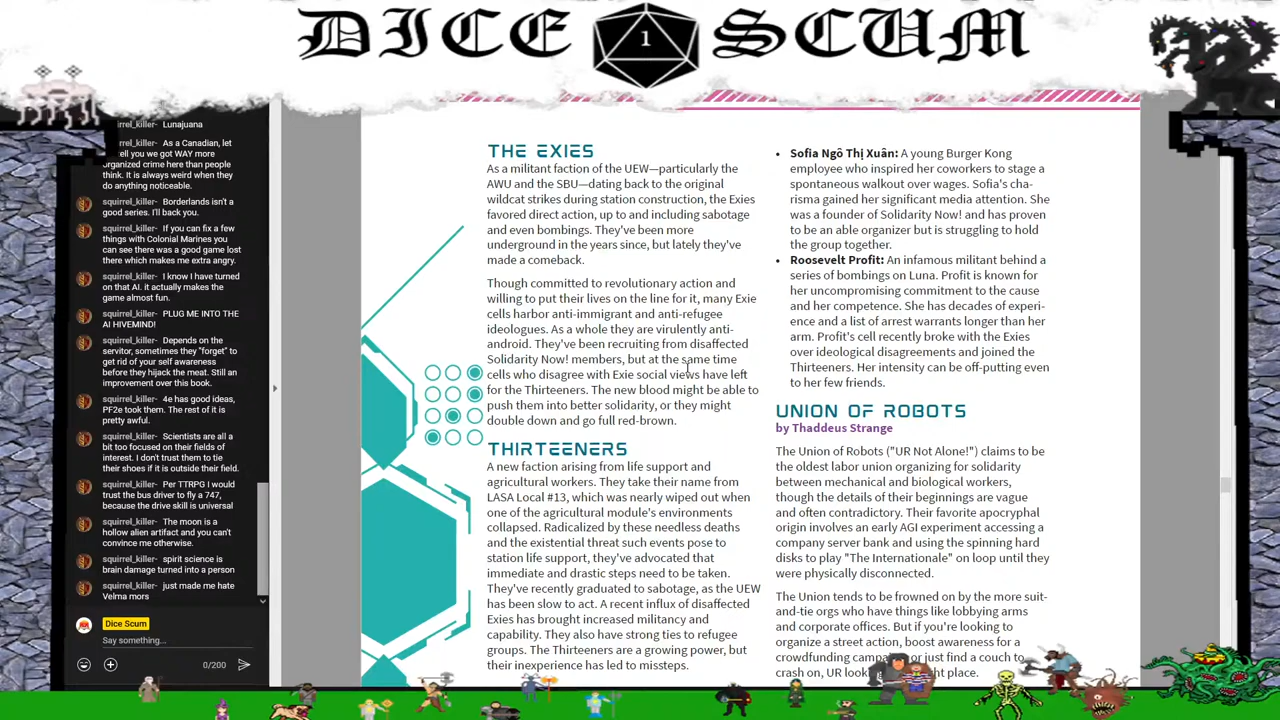 DICE SCUM
1
squirrel_killer- Lunajuana
squirrel_killer- As a Canadian, let
tell you we got WAY more
organized crime here than people
think. It is always weird when they
do anything noticeable.
squirrel_killer- Borderlands isn't a
good series. I'll back you.
squirrel_killer- If you can fix a few
things with Colonial Marines you
can see there was a good game lost
there which makes me extra angry.
squirrel_killer- I know I have turned
on that AI. it actually makes the
game almost fun.
squirrel_killer- PLUG ME INTO THE
AI HIVEMIND!
squirrel_killer- Depends on the
servitor, sometimes they "forget" to
get rid of your self awareness
before they hijack the meat. Still an
improvement over this book.
squirrel_killer- 4e has good ideas,
PF2e took them. The rest of it is
pretty awful.
squirrel_killer- Scientists are all a
bit too focused on their fields of
interest. I don't trust them to tie
their shoes if it is outside their field.
squirrel_killer- Per TTRPG I would
trust the bus driver to fly a 747,
because the drive skill is universal
squirrel_killer- The moon is a
hollow alien artifact and you can't
convince me otherwise.
squirrel_killer- spirit science is
brain damage turned into a person
squirrel_killer- just made me hate
Velma mors
Dice Scum
Say something...
0/200
THE EXIES
As a militant faction of the UEW—particularly the
AWU and the SBU—dating back to the original
wildcat strikes during station construction, the Exies
favored direct action, up to and including sabotage
and even bombings. They've been more
underground in the years since, but lately they've
made a comeback.
Though committed to revolutionary action and
willing to put their lives on the line for it, many Exie
cells harbor anti-immigrant and anti-refugee
ideologues. As a whole they are virulently anti-
android. They've been recruiting from disaffected
Solidarity Now! members, but at the same time
cells who disagree with Exie social views have left
for the Thirteeners. The new blood might be able to
push them into better solidarity, or they might
double down and go full red-brown.
THIRTEENERS
A new faction arising from life support and
agricultural workers. They take their name from
LASA Local #13, which was nearly wiped out when
one of the agricultural module's environments
collapsed. Radicalized by these needless deaths
and the existential threat such events pose to
station life support, they've advocated that
immediate and drastic steps need to be taken.
They've recently graduated to sabotage, as the UEW
has been slow to act. A recent influx of disaffected
Exies has brought increased militancy and
capability. They also have strong ties to refugee
groups. The Thirteeners are a growing power, but
their inexperience has led to missteps.
• Sofia Ngô Thị Xuân: A young Burger Kong
employee who inspired her coworkers to stage a
spontaneous walkout over wages. Sofia's cha-
risma gained her significant media attention. She
was a founder of Solidarity Now! and has proven
to be an able organizer but is struggling to hold
the group together.
• Roosevelt Profit: An infamous militant behind a
series of bombings on Luna. Profit is known for
her uncompromising commitment to the cause
and her competence. She has decades of experi-
ence and a list of arrest warrants longer than her
arm. Profit's cell recently broke with the Exies
over ideological disagreements and joined the
Thirteeners. Her intensity can be off-putting even
to her few friends.
UNION OF ROBOTS
by Thaddeus Strange
The Union of Robots ("UR Not Alone!") claims to be
the oldest labor union organizing for solidarity
between mechanical and biological workers,
though the details of their beginnings are vague
and often contradictory. Their favorite apocryphal
origin involves an early AGI experiment accessing a
company server bank and using the spinning hard
disks to play "The Internationale" on loop until they
were physically disconnected.
The Union tends to be frowned on by the more suit-
and-tie orgs who have things like lobbying arms
and corporate offices. But if you're looking to
organize a street action, boost awareness for a
crowdfunding or just find a couch to
crash on, UR place.